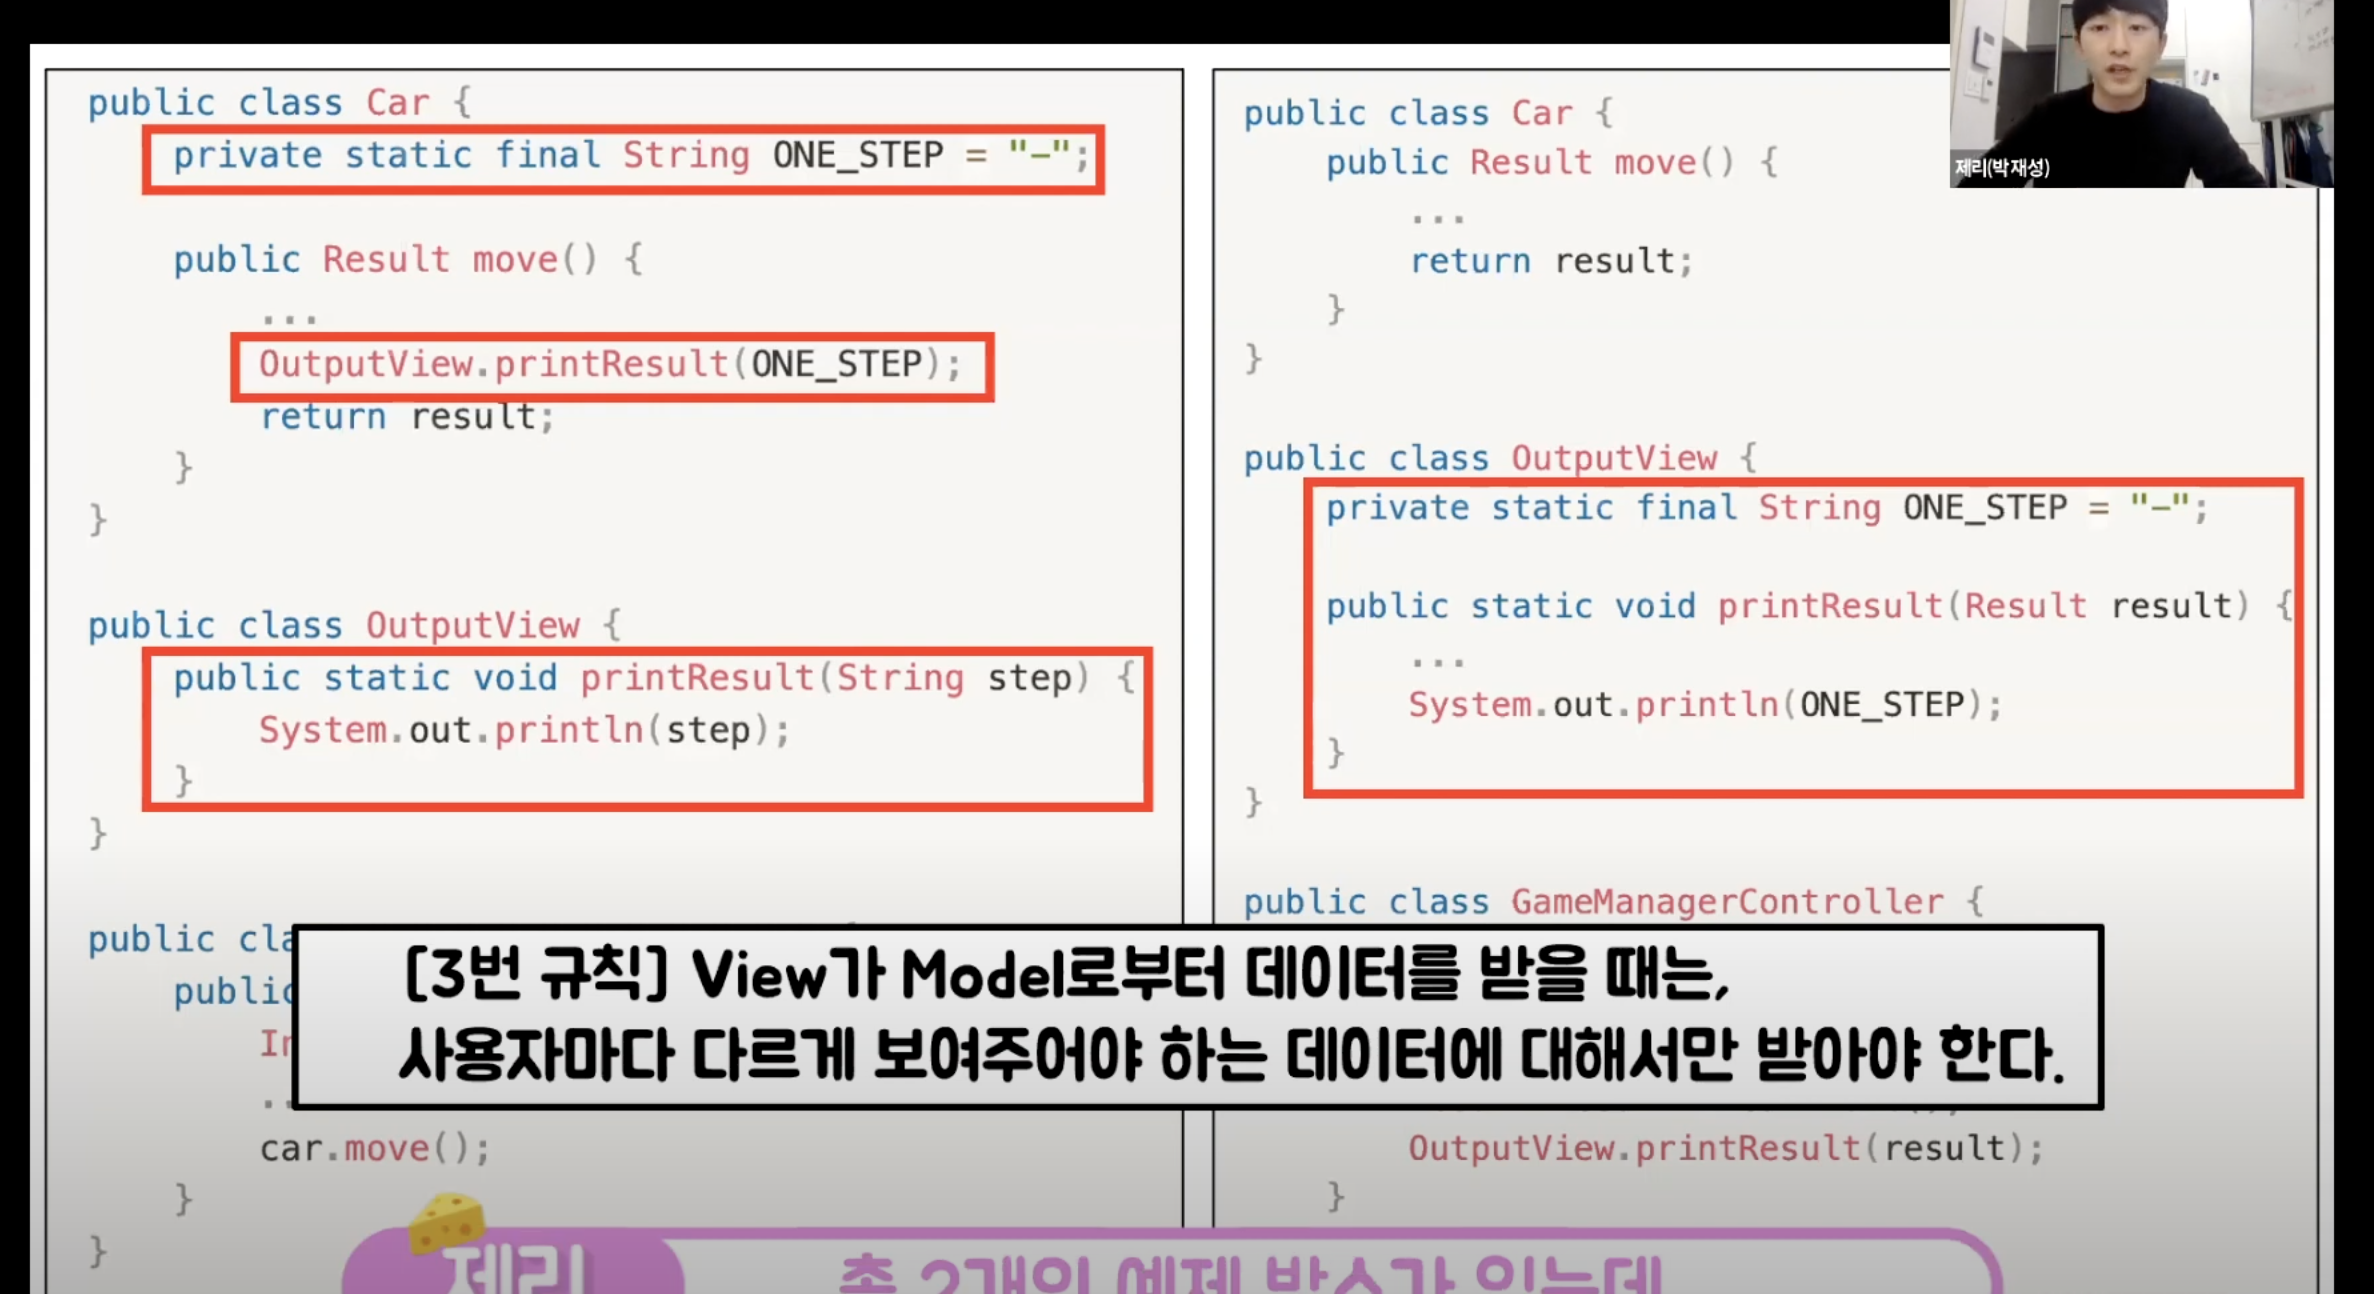 public class Car {
private static final String ONE_STEP = "-";
public Result move() {
...
OutputView.printResult(ONE_STEP);
return result;
}
}
public class OutputView {
public static void printResult(String step) {
System.out.println(step);
}
}
public cla
public
In
..
car.move();
}
}
public class Car {
public Result move() {
...
return result;
}
}
public class OutputView {
private static final String ONE_STEP = "-";
public static void printResult(Result result) {
...
System.out.println(ONE_STEP);
}
}
public class GameManagerController {
OutputView.printResult(result);
}
제리(박재성)
[3번 규칙] View가 Model로부터 데이터를 받을 때는,
사용자마다 다르게 보여주어야 하는 데이터에 대해서만 받아야 한다.
제리
총 2개의 예제 박스가 있는데